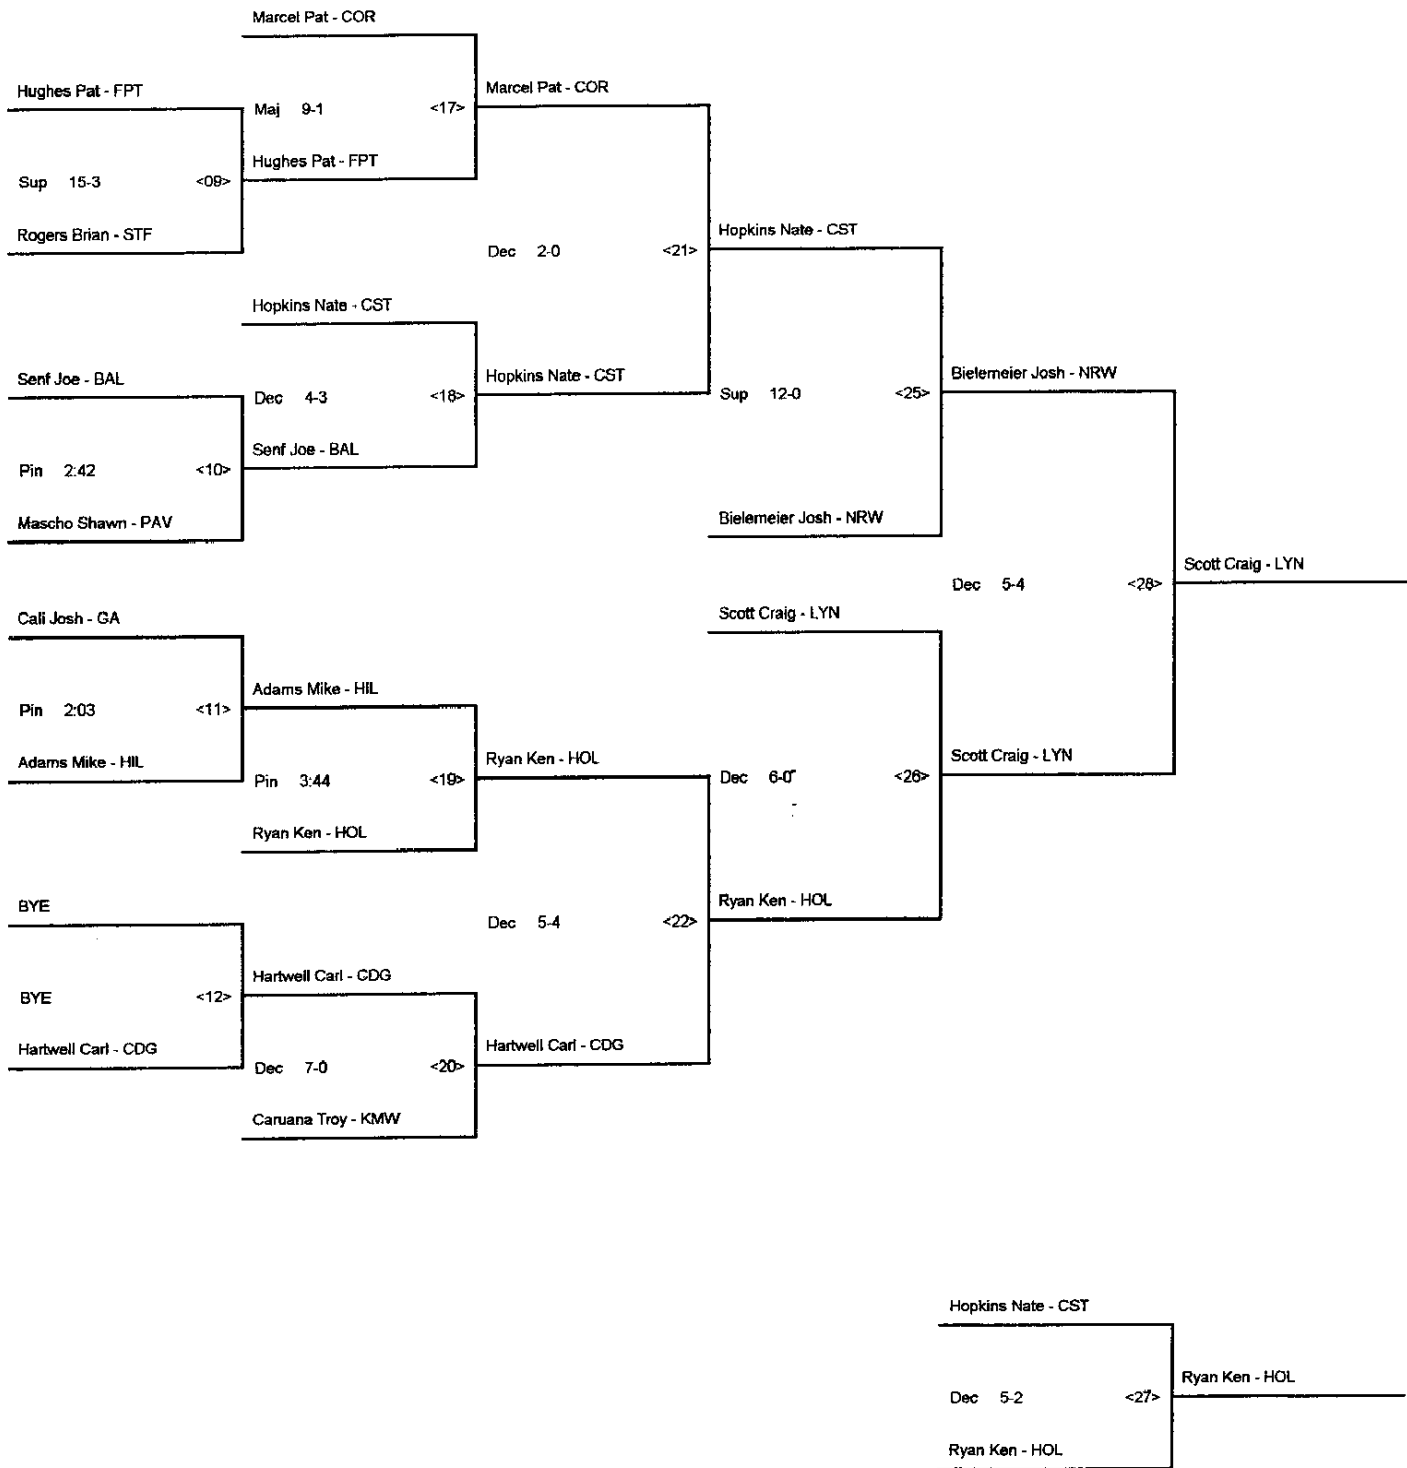 Marcel Pat - COR
Hughes Pat - FPT
Maj 9-1 <17>
Marcel Pat - COR
Hughes Pat - FPT
Sup 15-3 <09>
Rogers Brian - STF
Dec 2-0 <21>
Hopkins Nate - CST
Hopkins Nate - CST
Senf Joe - BAL
Dec 4-3 <18>
Hopkins Nate - CST
Sup 12-0 <25>
Bielemeier Josh - NRW
Senf Joe - BAL
Pin 2:42 <10>
Mascho Shawn - PAV
Bielemeier Josh - NRW
Dec 5-4 <28>
Scott Craig - LYN
Cali Josh - GA
Scott Craig - LYN
Pin 2:03 <11>
Adams Mike - HIL
Adams Mike - HIL
Pin 3:44 <19>
Ryan Ken - HOL
Dec 6-0 <26>
Scott Craig - LYN
Ryan Ken - HOL
BYE
Dec 5-4 <22>
Ryan Ken - HOL
BYE <12>
Hartwell Carl - CDG
Hartwell Carl - CDG
Dec 7-0 <20>
Hartwell Carl - CDG
Caruana Troy - KMW
Hopkins Nate - CST
Dec 5-2 <27>
Ryan Ken - HOL
Ryan Ken - HOL